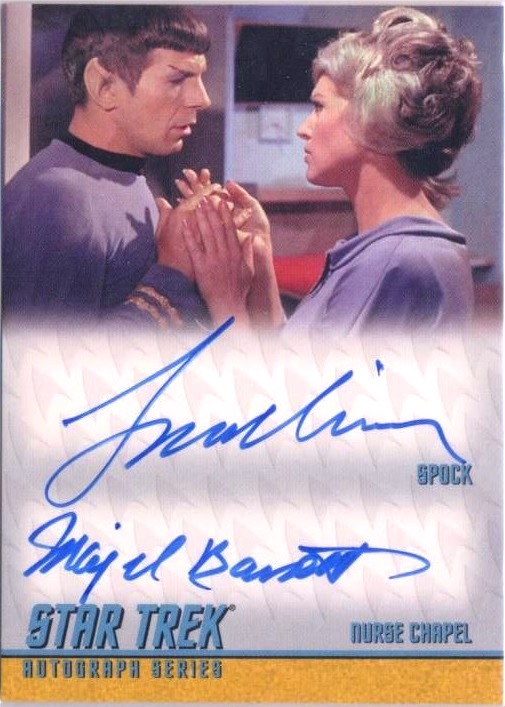 SPOCK
Majel Barrett
STAR TREK®
NURSE CHAPEL
AUTOGRAPH SERIES